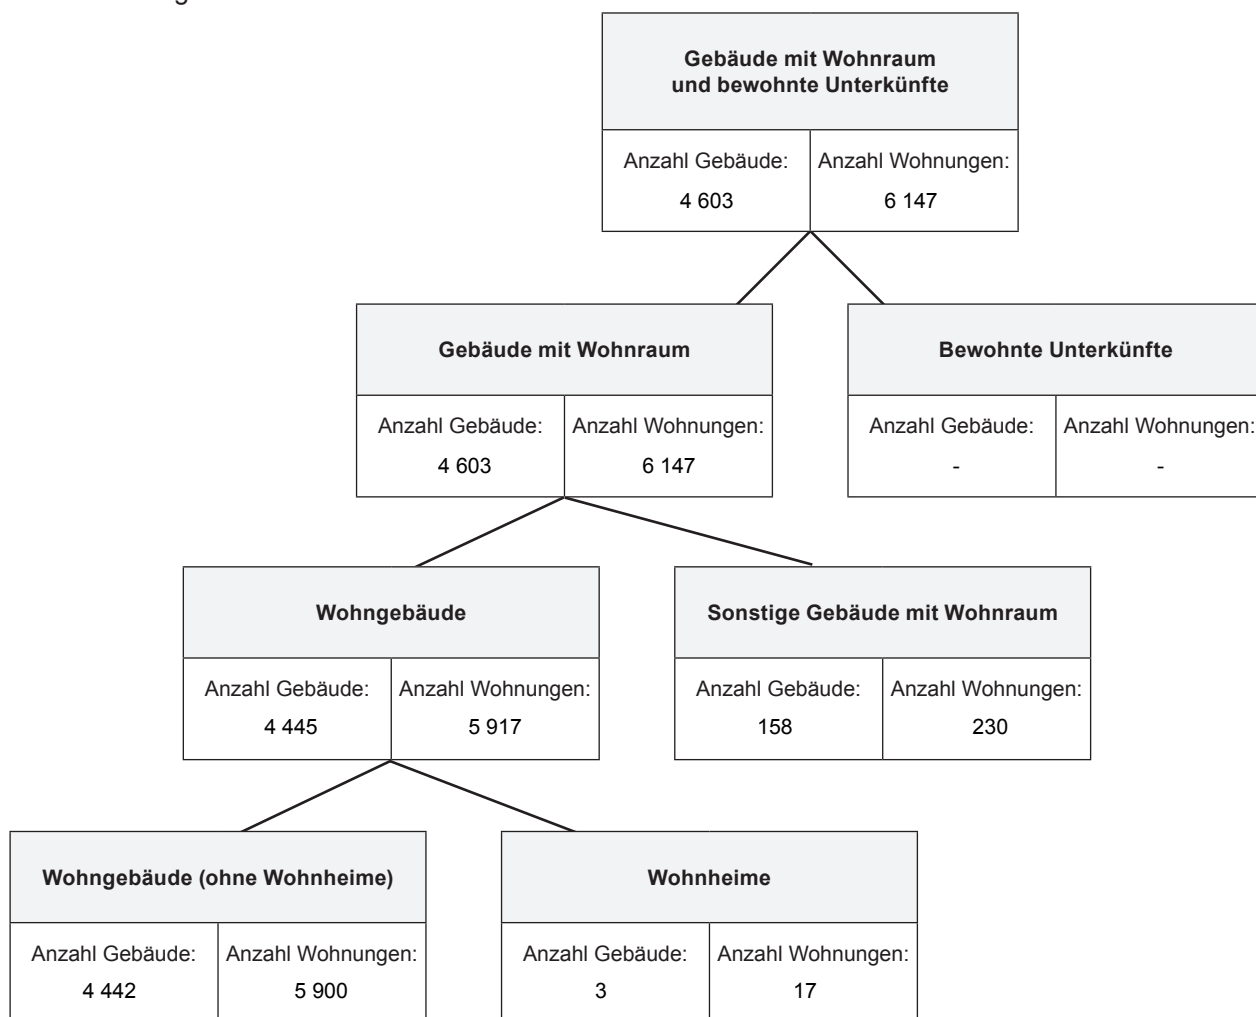 Gebäude mit Wohnraum
und bewohnte Unterkünfte
Anzahl Gebäude: Anzahl Wohnungen:
4 603 6 147
Gebäude mit Wohnraum Bewohnte Unterkünfte
Anzahl Gebäude: Anzahl Wohnungen: Anzahl Gebäude: Anzahl Wohnungen:
4 603 6 147 - -
Wohngebäude Sonstige Gebäude mit Wohnraum
Anzahl Gebäude: Anzahl Wohnungen: Anzahl Gebäude: Anzahl Wohnungen:
4 445 5 917 158 230
Wohngebäude (ohne Wohnheime) Wohnheime
Anzahl Gebäude: Anzahl Wohnungen: Anzahl Gebäude: Anzahl Wohnungen:
4 442 5 900 3 17